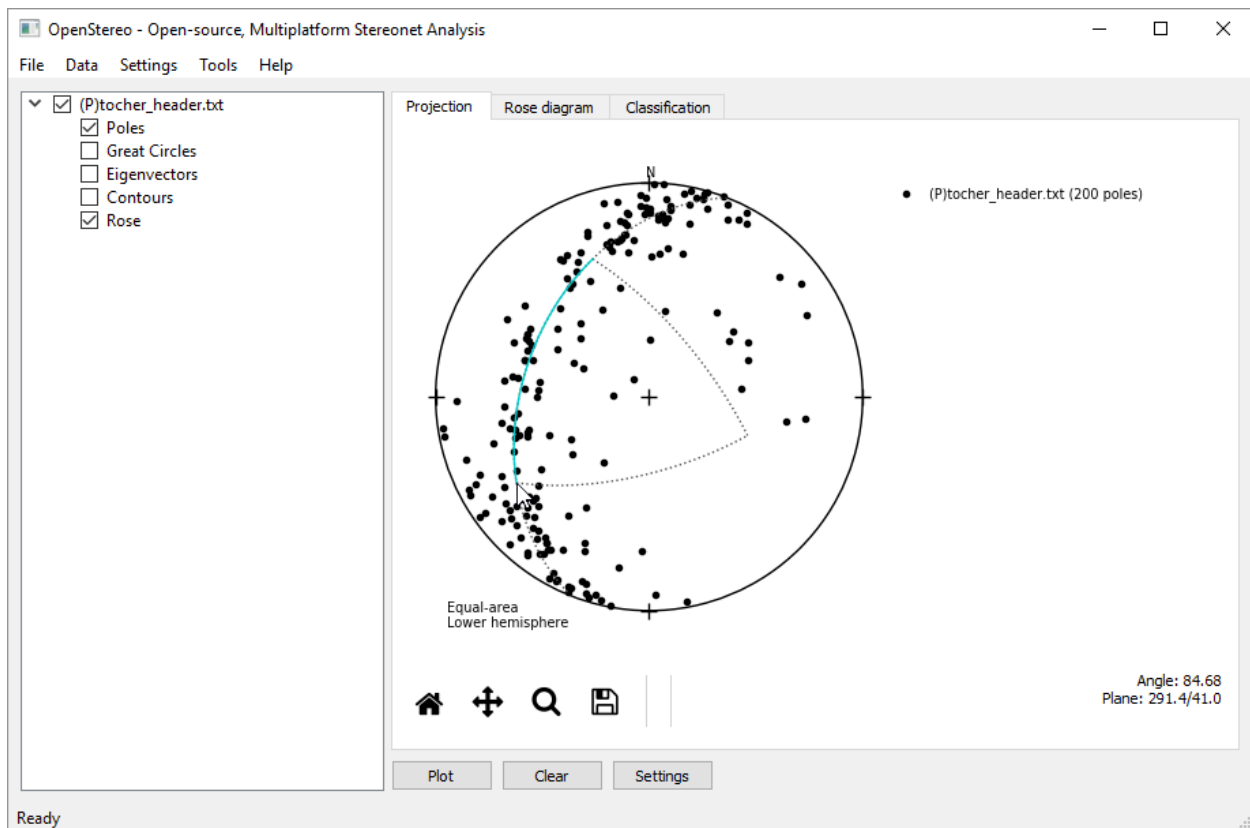 OpenStereo - Open-source, Multiplatform Stereonet Analysis
File Data Settings Tools Help
(P)tocher_header.txt
Poles
Great Circles
Eigenvectors
Contours
Rose
Projection Rose diagram Classification
N
(P)tocher_header.txt (200 poles)
Equal-area
Lower hemisphere
Angle: 84.68
Plane: 291.4/41.0
Plot Clear Settings
Ready